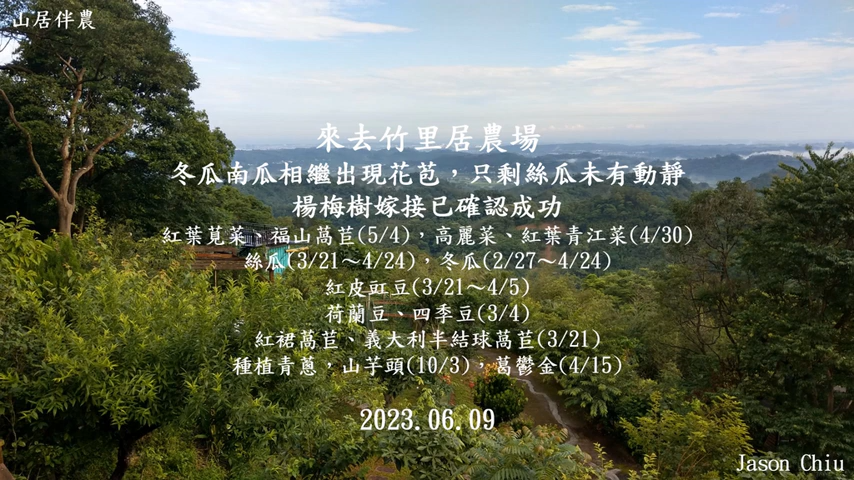 山居伴農
來去竹里居農場
冬瓜南瓜相繼出現花苞，只剩絲瓜未有動靜
楊梅樹嫁接已確認成功
紅葉莧菜、福山萵苣(5/4)，高麗菜、紅葉青江菜(4/30)
絲瓜(3/21～4/24)，冬瓜(2/27～4/24)
紅皮豇豆(3/21～4/5)
荷蘭豆、四季豆(3/4)
紅裙萵苣、義大利半結球萵苣(3/21)
種植青蔥，山芋頭(10/3)，葛鬱金(4/15)
2023.06.09
Jason Chiu